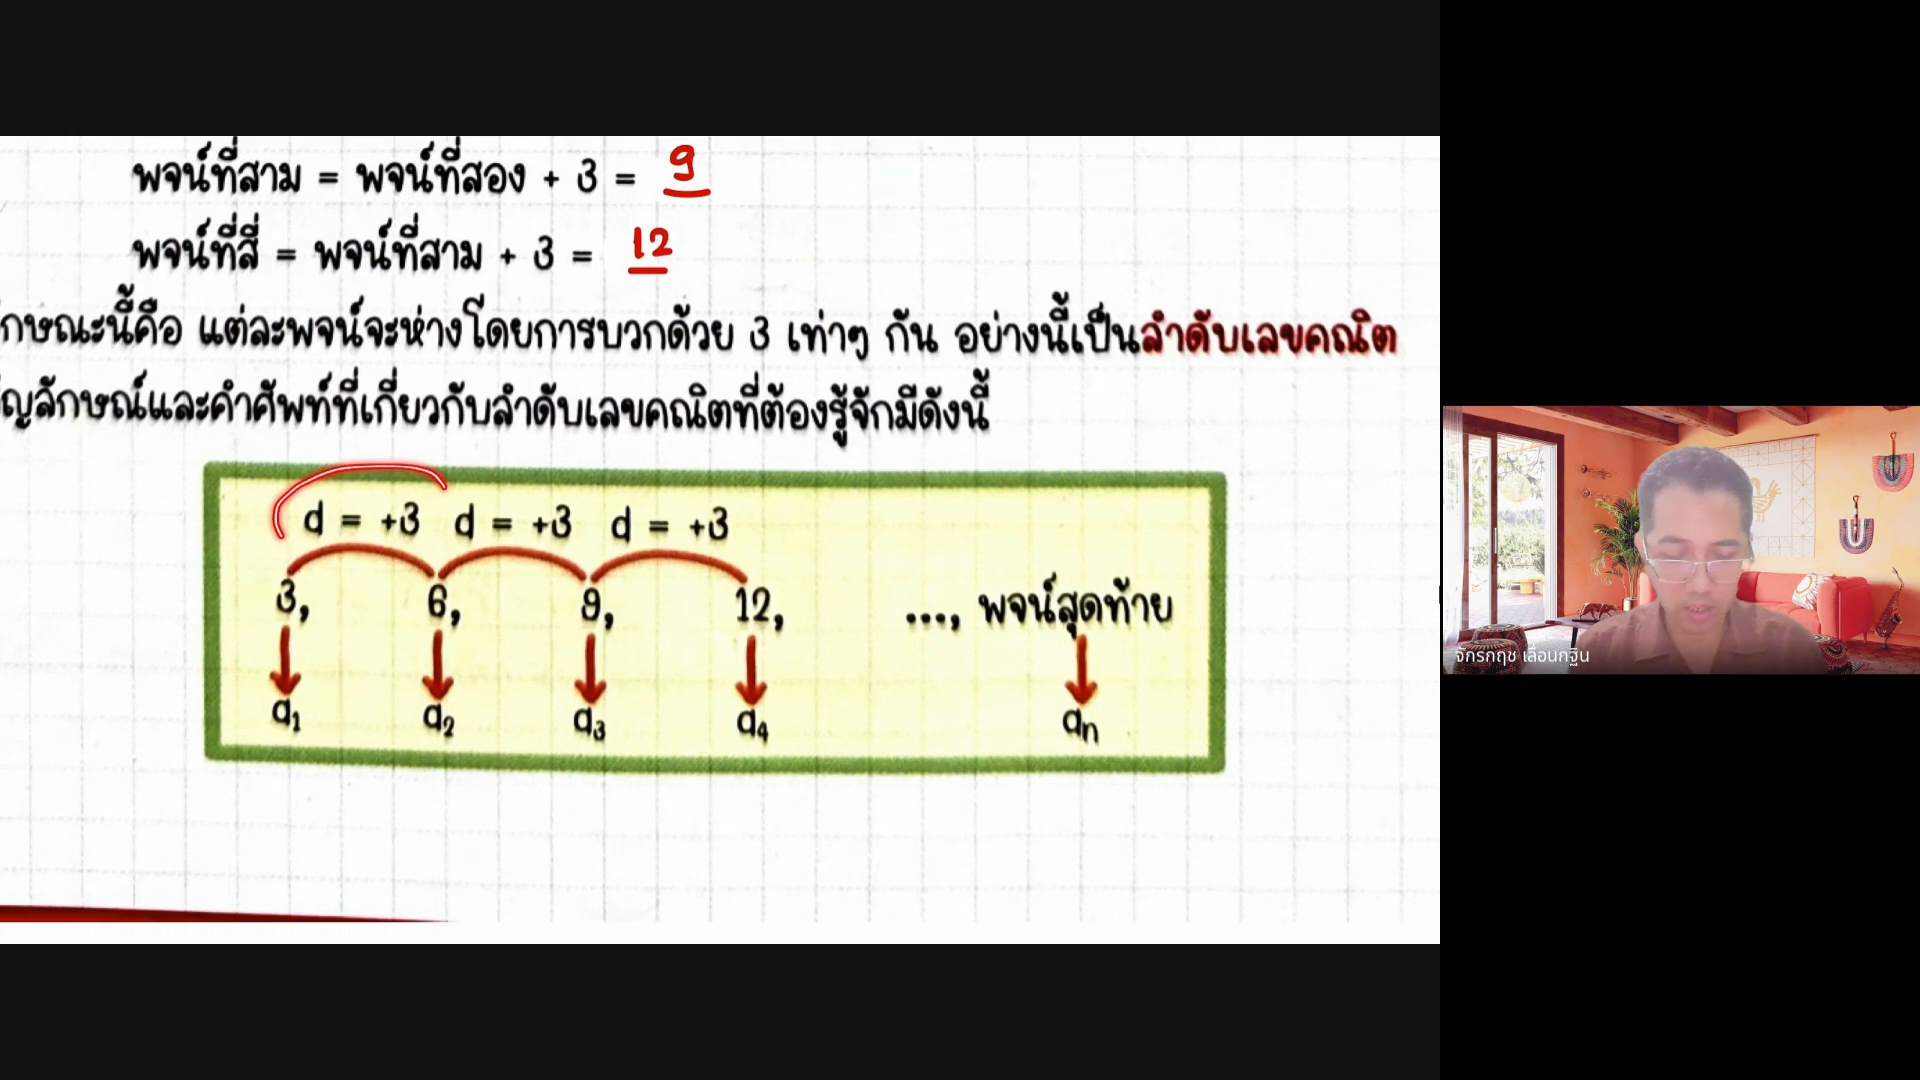 พจน์ที่สาม = พจน์ที่สอง + 3 = 9
พจน์ที่สี่ = พจน์ที่สาม + 3 = 12
กษณะนี้คือ แต่ละพจน์จะห่างโดยการบวกด้วย 3 เท่าๆ กัน อย่างนี้เป็นลำดับเลขคณิต
ญลักษณ์และคำศัพท์ที่เกี่ยวกับลำดับเลขคณิตที่ต้องรู้จักมีดังนี้
d = +3 d = +3 d = +3
3, 6, 9, 12, ..., พจน์สุดท้าย
a1 a2 a3 a4 an
จักรกฤช เลื่อนกฐิน